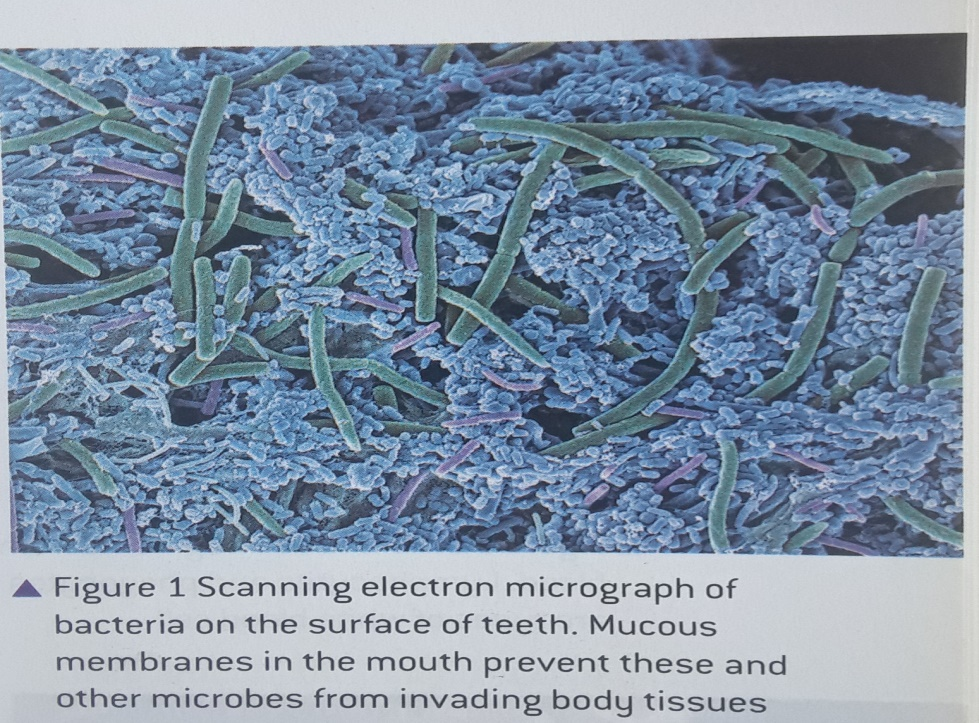 ▲ Figure 1 Scanning electron micrograph of
bacteria on the surface of teeth. Mucous
membranes in the mouth prevent these and
other microbes from invading body tissues